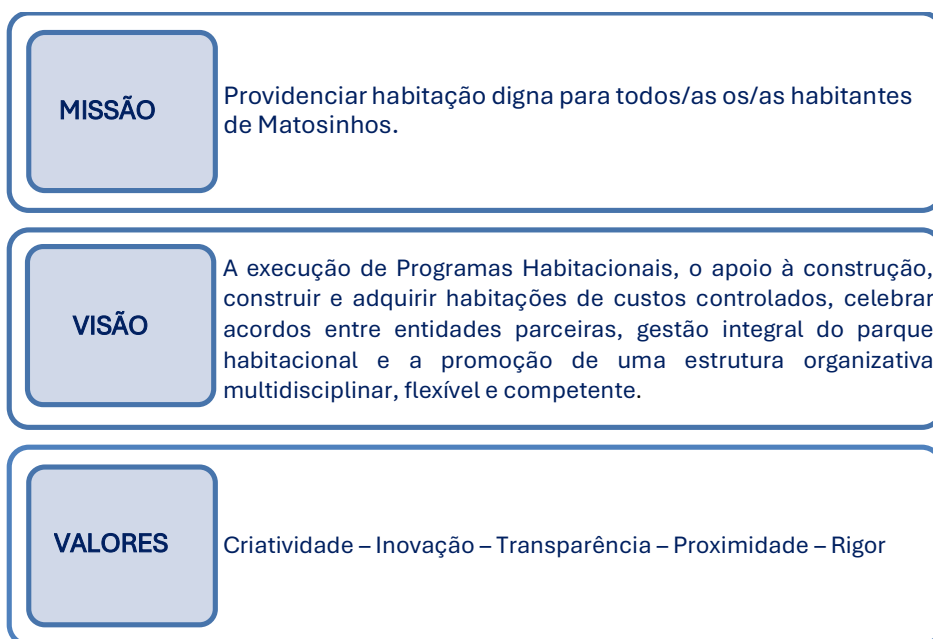 MISSÃO
Providenciar habitação digna para todos/as os/as habitantes
de Matosinhos.
VISÃO
A execução de Programas Habitacionais, o apoio à construção,
construir e adquirir habitações de custos controlados, celebrar
acordos entre entidades parceiras, gestão integral do parque
habitacional e a promoção de uma estrutura organizativa
multidisciplinar, flexível e competente.
VALORES
Criatividade – Inovação – Transparência – Proximidade – Rigor